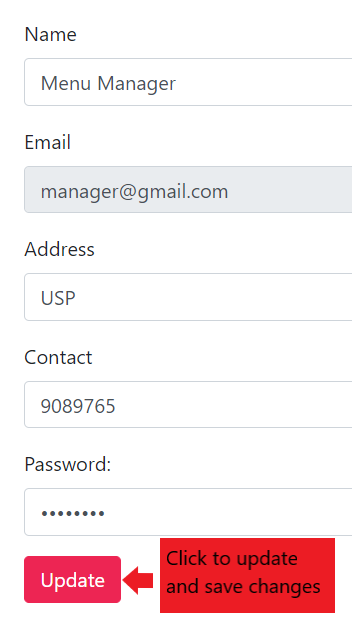 Name
Menu Manager
Email
manager@gmail.com
Address
USP
Contact
9089765
Password:
••••••••
Update
Click to update
and save changes